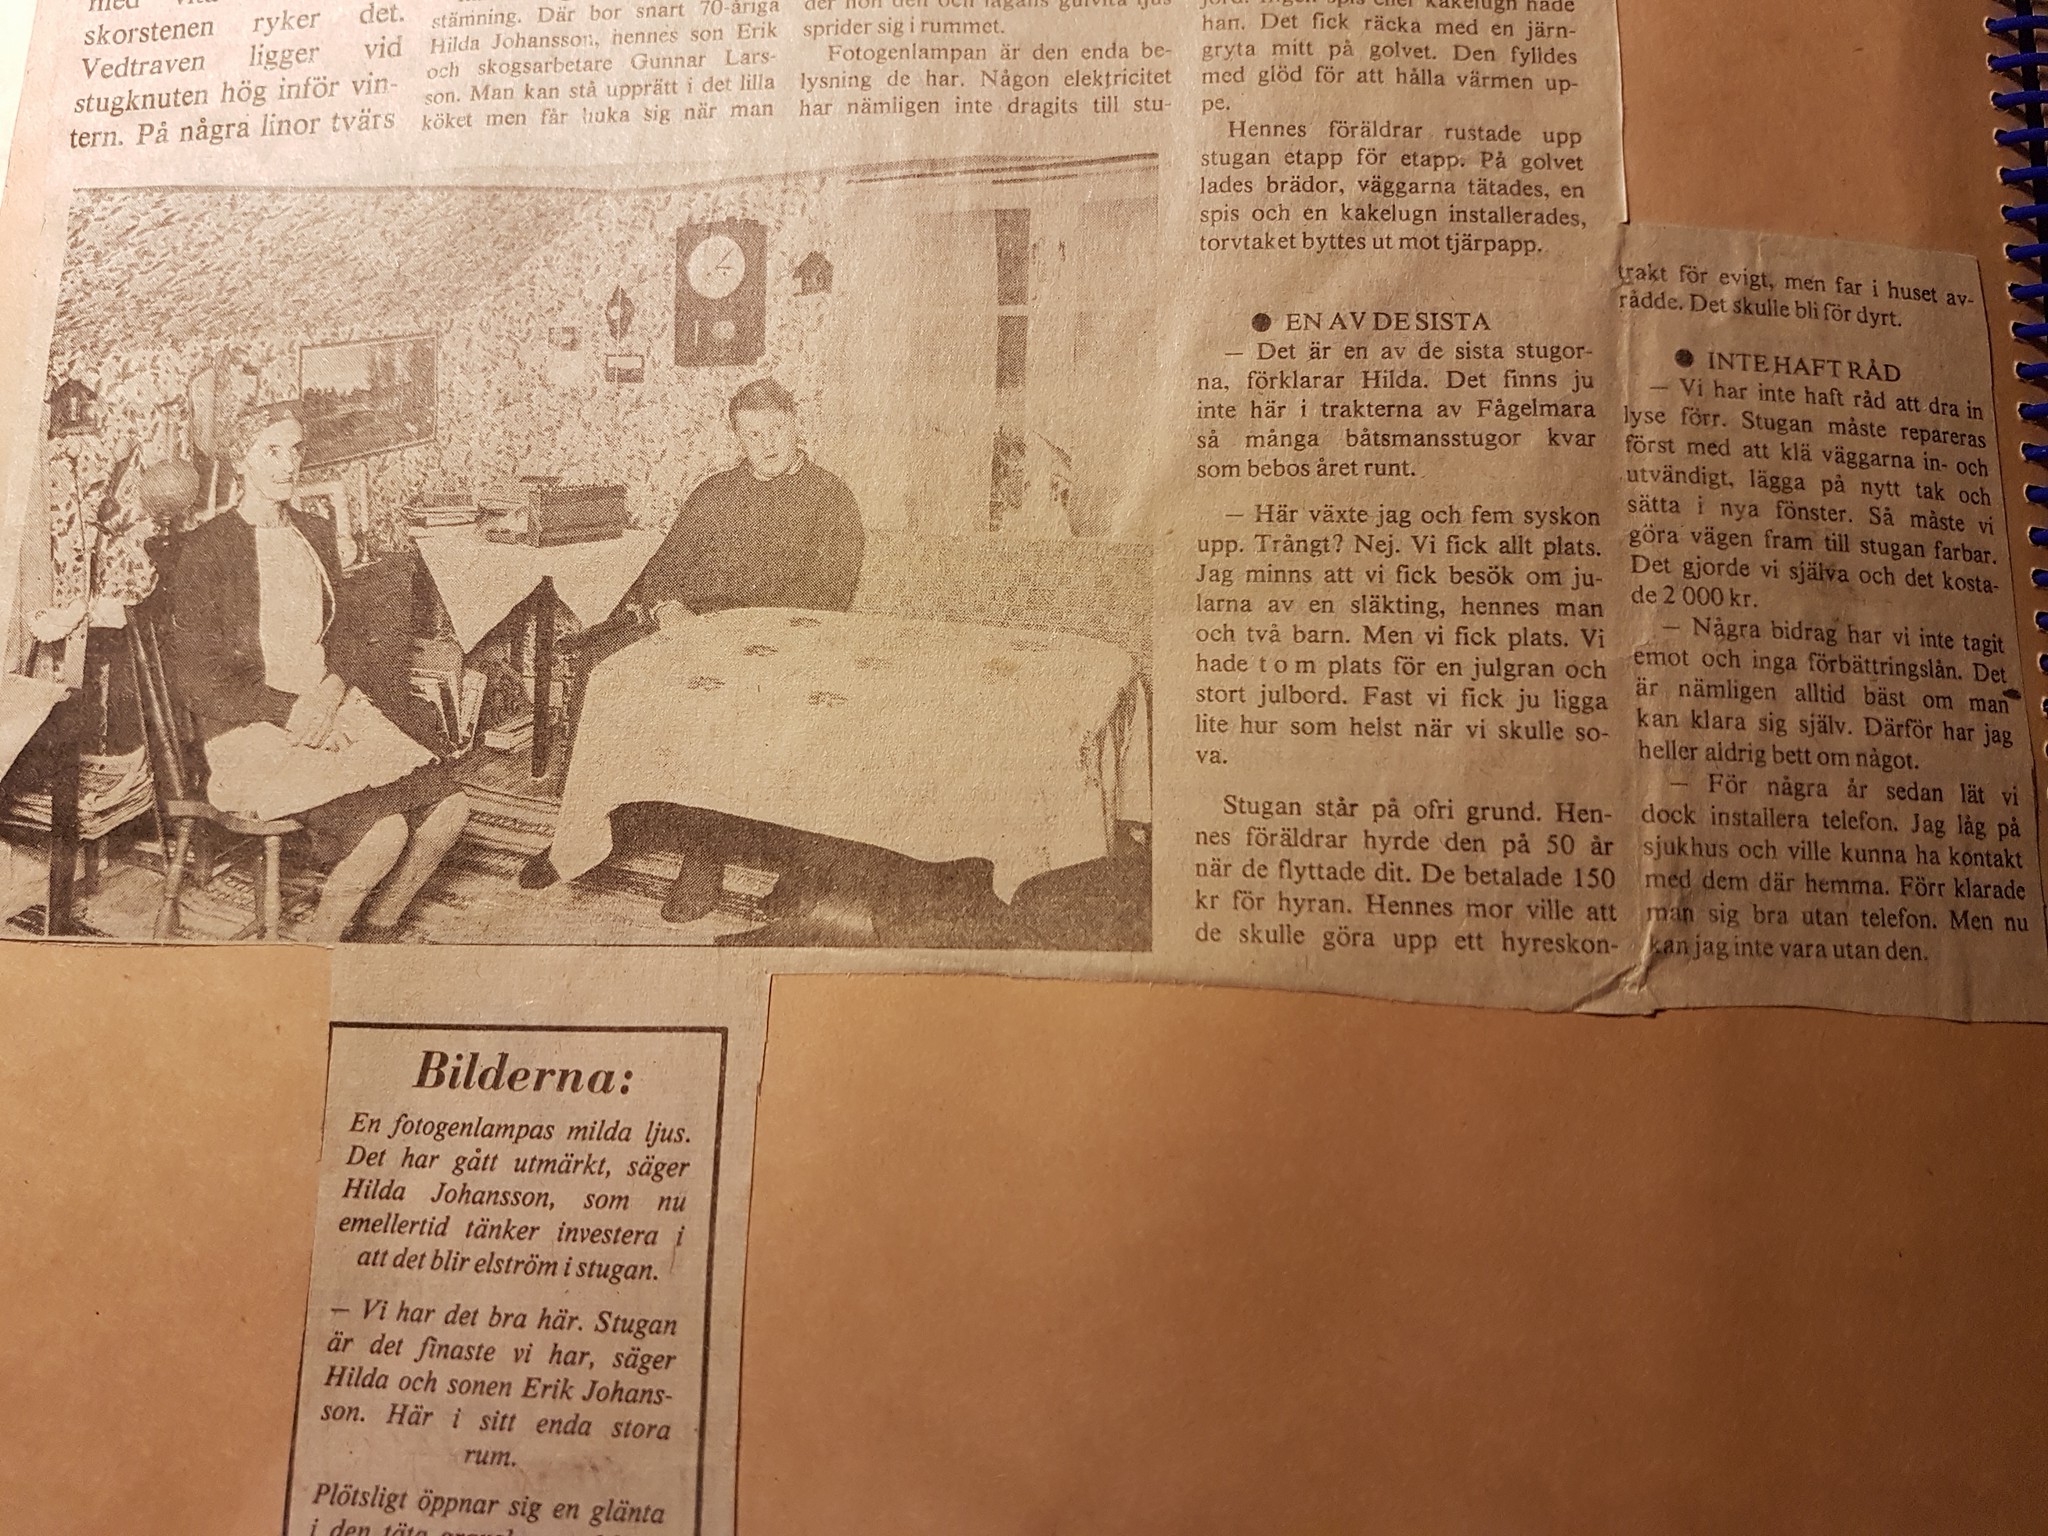 skorstenen ryker det.
Vedtraven ligger vid
stugknuten hög inför vin-
tern. På några linor tvärs
stämning. Där bor snart 70-åriga
Hilda Johansson, hennes son Erik
och skogsarbetare Gunnar Lars-
son. Man kan stå upprätt i det lilla
köket men får huka sig när man
sprider sig i rummet.
Fotogenlampan är den enda be-
lysning de har. Någon elektricitet
har nämligen inte dragits till stu-
han. Det fick räcka med en järn-
gryta mitt på golvet. Den fylldes
med glöd för att hålla värmen up-
pe.
Hennes föräldrar rustade upp
stugan etapp för etapp. På golvet
lades brädor, väggarna tätades, en
spis och en kakelugn installerades,
torvtaket byttes ut mot tjärpapp.
● EN AV DE SISTA
— Det är en av de sista stugor-
na, förklarar Hilda. Det finns ju
inte här i trakterna av Fågelmara
så många båtsmansstugor kvar
som bebos året runt.
— Här växte jag och fem syskon
upp. Trångt? Nej. Vi fick allt plats.
Jag minns att vi fick besök om ju-
larna av en släkting, hennes man
och två barn. Men vi fick plats. Vi
hade t o m plats för en julgran och
stort julbord. Fast vi fick ju ligga
lite hur som helst när vi skulle so-
va.
Stugan står på ofri grund. Hen-
nes föräldrar hyrde den på 50 år
när de flyttade dit. De betalade 150
kr för hyran. Hennes mor ville att
de skulle göra upp ett hyreskon-
trakt för evigt, men far i huset av-
rådde. Det skulle bli för dyrt.
● INTE HAFT RÅD
— Vi har inte haft råd att dra in
lyse förr. Stugan måste repareras
först med att klä väggarna in- och
utvändigt, lägga på nytt tak och
sätta i nya fönster. Så måste vi
göra vägen fram till stugan farbar.
Det gjorde vi själva och det kosta-
de 2 000 kr.
— Några bidrag har vi inte tagit
emot och inga förbättringslån. Det
är nämligen alltid bäst om man
kan klara sig själv. Därför har jag
heller aldrig bett om något.
— För några år sedan lät vi
dock installera telefon. Jag låg på
sjukhus och ville kunna ha kontakt
med dem där hemma. Förr klarade
man sig bra utan telefon. Men nu
kan jag inte vara utan den.
Bilderna:
En fotogenlampas milda ljus.
Det har gått utmärkt, säger
Hilda Johansson, som nu
emellertid tänker investera i
att det blir elström i stugan.
— Vi har det bra här. Stugan
är det finaste vi har, säger
Hilda och sonen Erik Johans-
son. Här i sitt enda stora
rum.
Plötsligt öppnar sig en glänta
i den täta